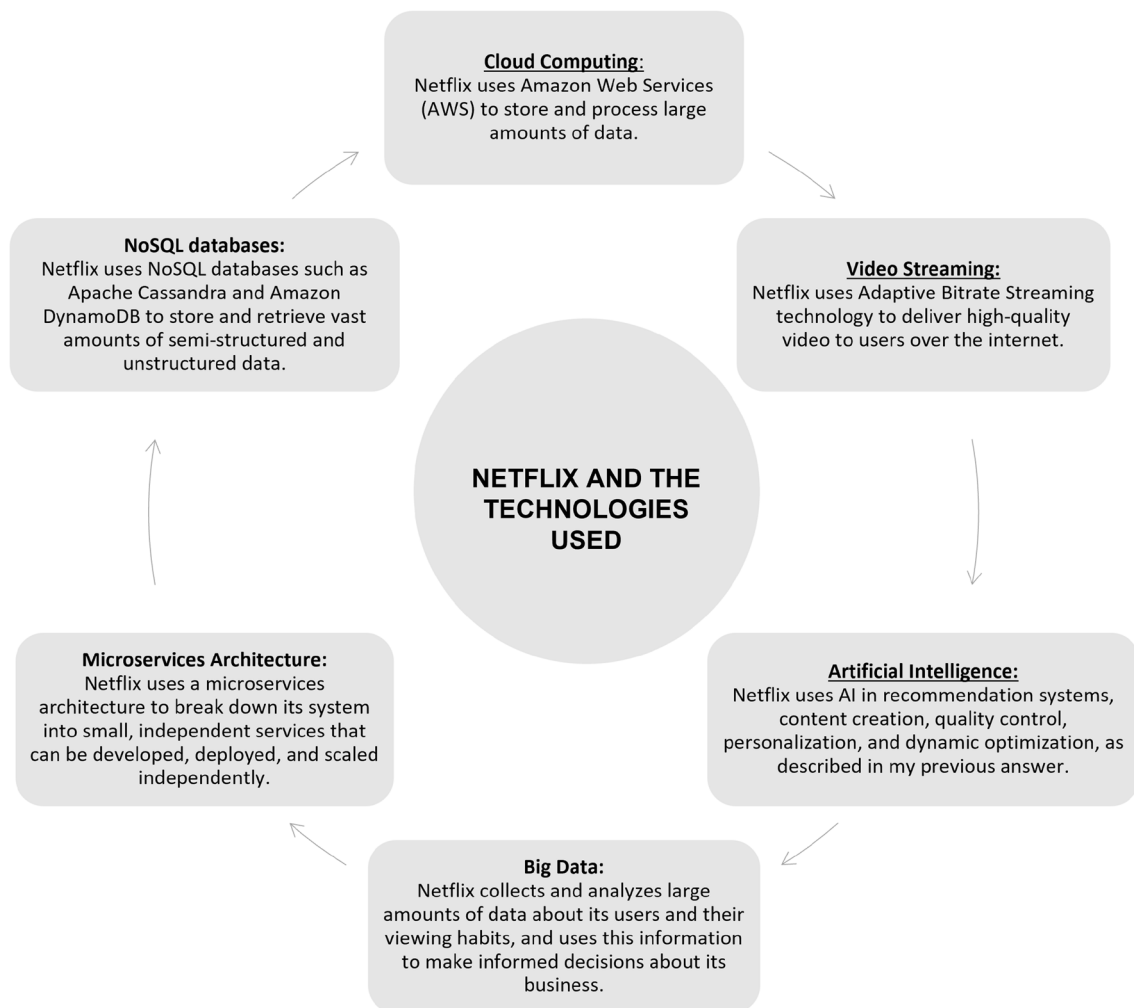 Cloud Computing:
Netflix uses Amazon Web Services
(AWS) to store and process large
amounts of data.
Video Streaming:
Netflix uses Adaptive Bitrate Streaming
technology to deliver high-quality
video to users over the internet.
Artificial Intelligence:
Netflix uses AI in recommendation systems,
content creation, quality control,
personalization, and dynamic optimization, as
described in my previous answer.
Big Data:
Netflix collects and analyzes large
amounts of data about its users and their
viewing habits, and uses this information
to make informed decisions about its
business.
Microservices Architecture:
Netflix uses a microservices
architecture to break down its system
into small, independent services that
can be developed, deployed, and scaled
independently.
NoSQL databases:
Netflix uses NoSQL databases such as
Apache Cassandra and Amazon
DynamoDB to store and retrieve vast
amounts of semi-structured and
unstructured data.
NETFLIX AND THE
TECHNOLOGIES
USED